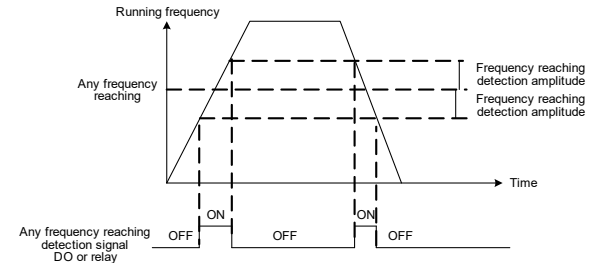 Running frequency
Frequency reaching
detection amplitude
Any frequency
reaching
Frequency reaching
detection amplitude
Time
ON
ON
Any frequency reaching
detection signal
DO or relay
OFF
OFF
OFF